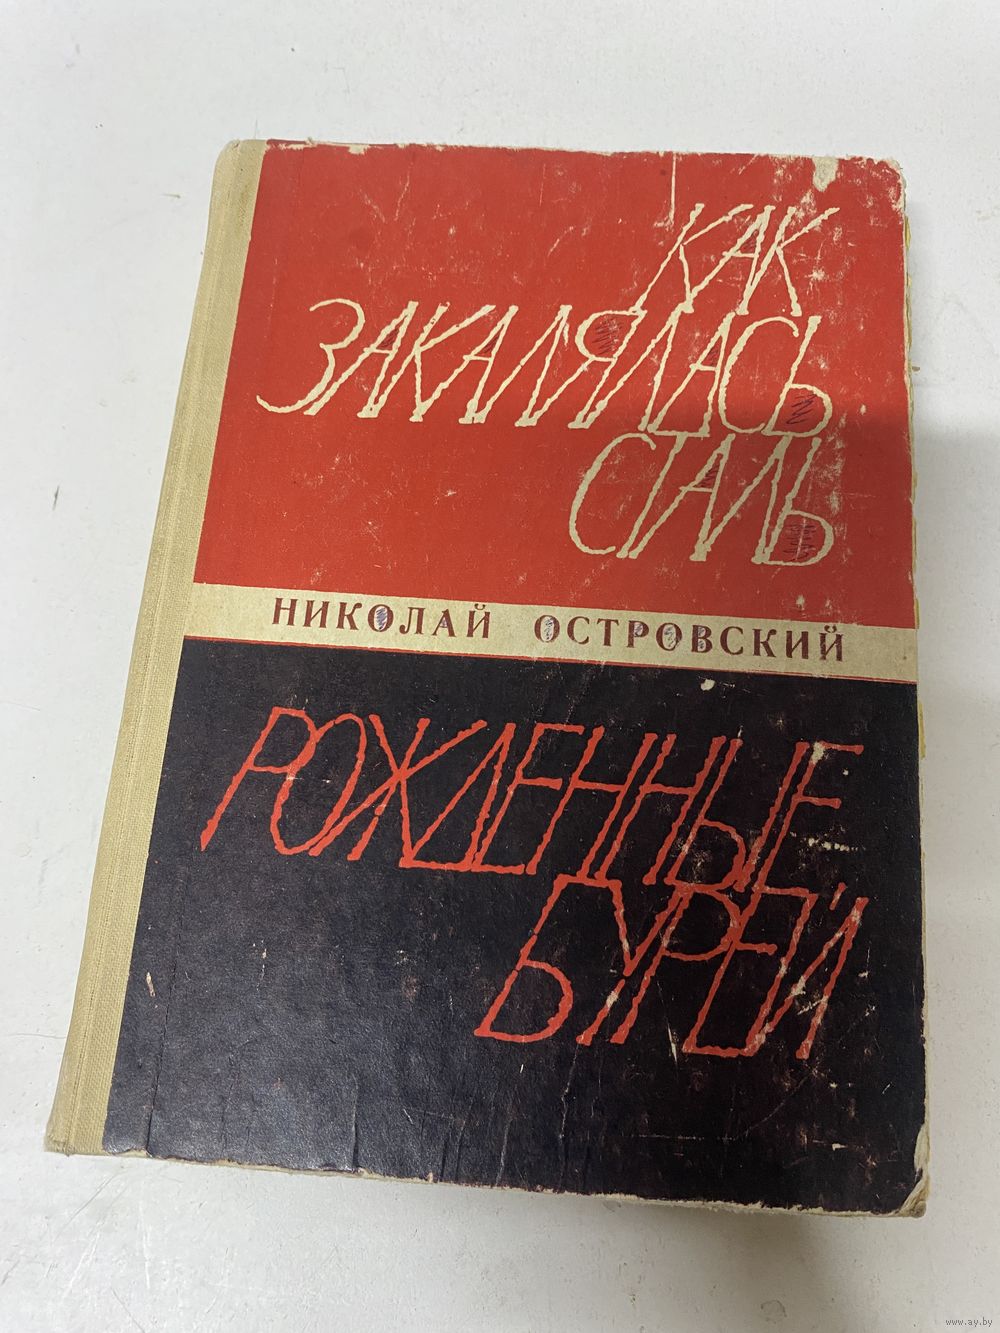 КАК
ЗАКАЛЯЛАСЬ
СТАЛЬ
НИКОЛАЙ ОСТРОВСКИЙ
РОЖДЕННЫЕ
БУРЕЙ
www.ay.by